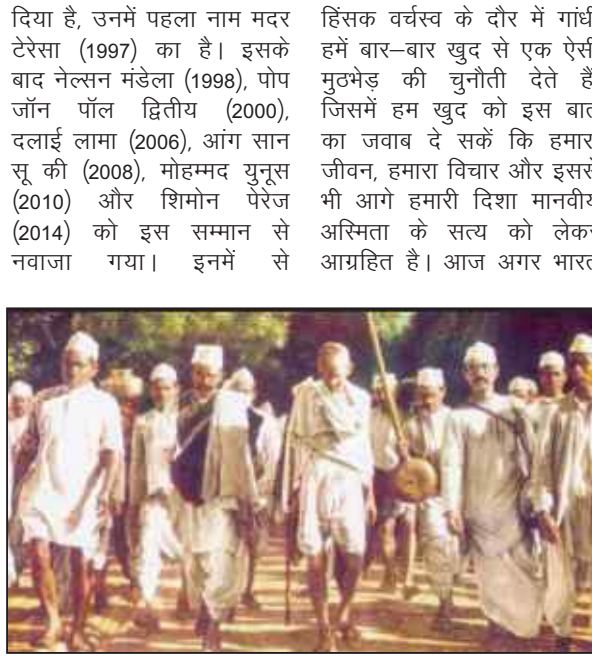 दिया है, उनमें पहला नाम मदर
टेरेसा (1997) का है। इसके
बाद नेल्सन मंडेला (1998), पोप
जॉन पॉल द्वितीय (2000),
दलाई लामा (2006), आंग सान
सू की (2008), मोहम्मद युनूस
(2010) और शिमोन पेरेज
(2014) को इस सम्मान से
नवाजा गया। इनमें से
हिंसक वर्चस्व के दौर में गांधी
हमें बार–बार खुद से एक ऐसी
मुठभेड़ की चुनौती देते हैं
जिसमें हम खुद को इस बात
का जवाब दे सकें कि हमार
जीवन, हमारा विचार और इससे
भी आगे हमारी दिशा मानवीय
अस्मिता के सत्य को लेकर
आग्रहित है। आज अगर भारत